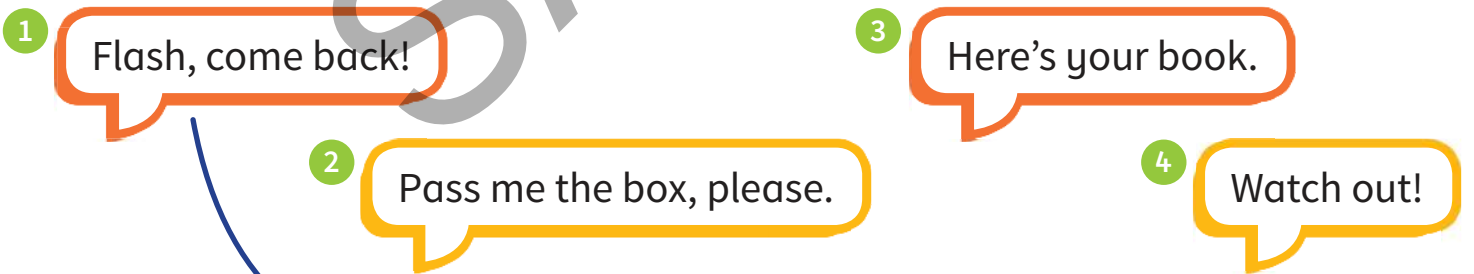 1 Flash, come back!
2 Pass me the box, please.
3 Here's your book.
4 Watch out!